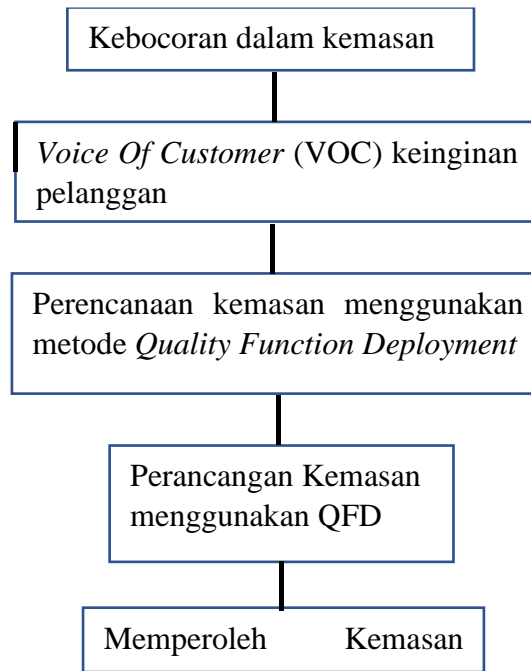 Kebocoran dalam kemasan
Voice Of Customer (VOC) keinginan
pelanggan
Perencanaan kemasan menggunakan
metode Quality Function Deployment
Perancangan Kemasan
menggunakan QFD
Memperoleh Kemasan